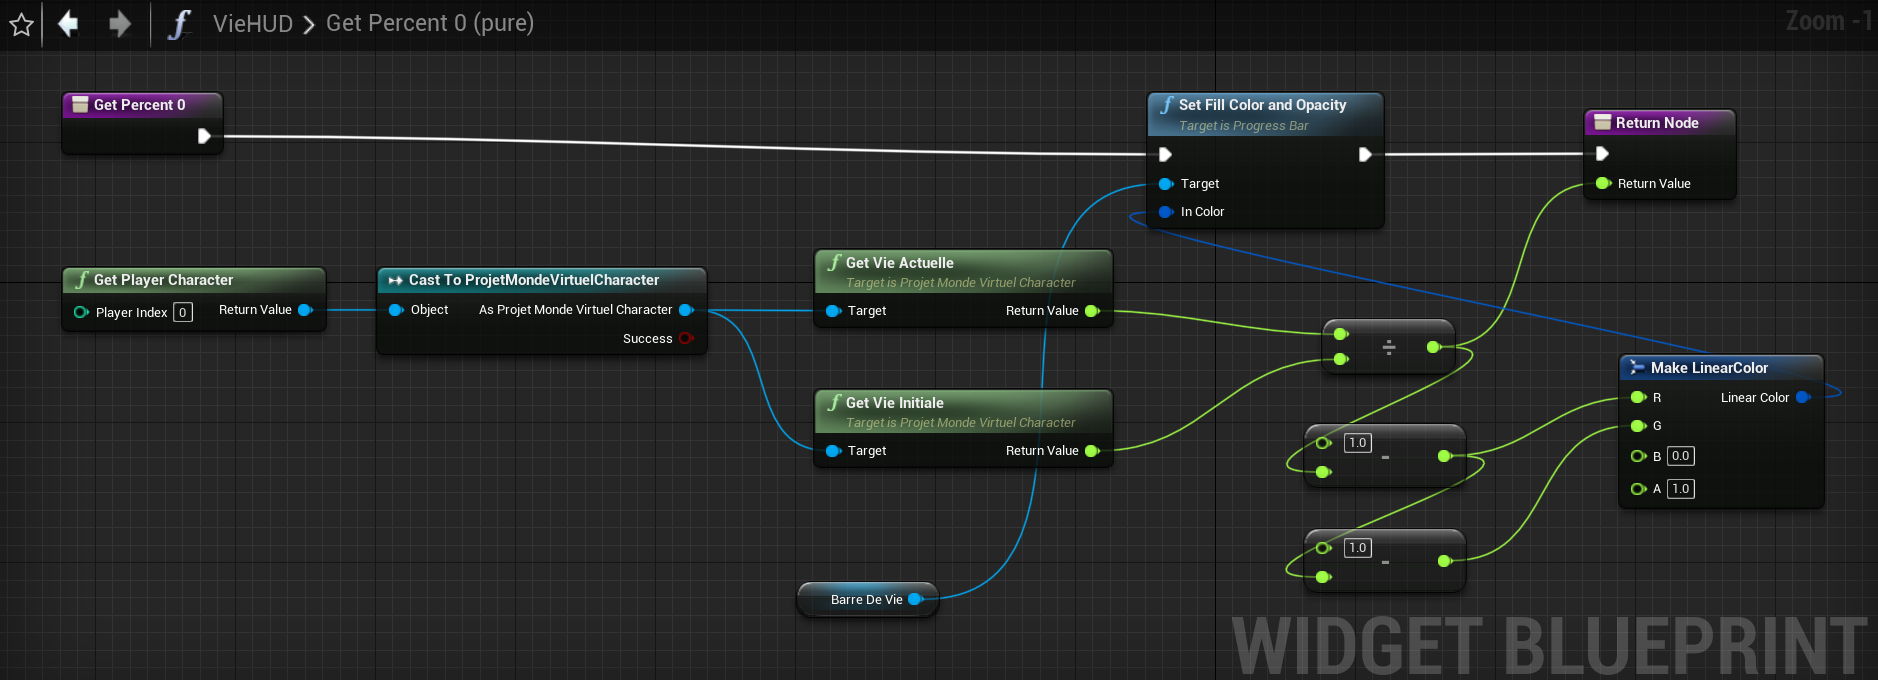 VieHUD > Get Percent 0 (pure)
Zoom -1
Get Percent 0
Set Fill Color and Opacity
Target is Progress Bar
Target
In Color
Return Node
Return Value
Get Player Character
Player Index 0 Return Value
Cast To ProjetMondeVirtuelCharacter
Object As Projet Monde Virtuel Character
Success
Get Vie Actuelle
Target is Projet Monde Virtuel Character
Target Return Value
÷
Get Vie Initiale
Target is Projet Monde Virtuel Character
Target Return Value
Make LinearColor
R Linear Color
G
B 0.0
A 1.0
1.0
-
1.0
-
Barre De Vie
WIDGET BLUEPRINT